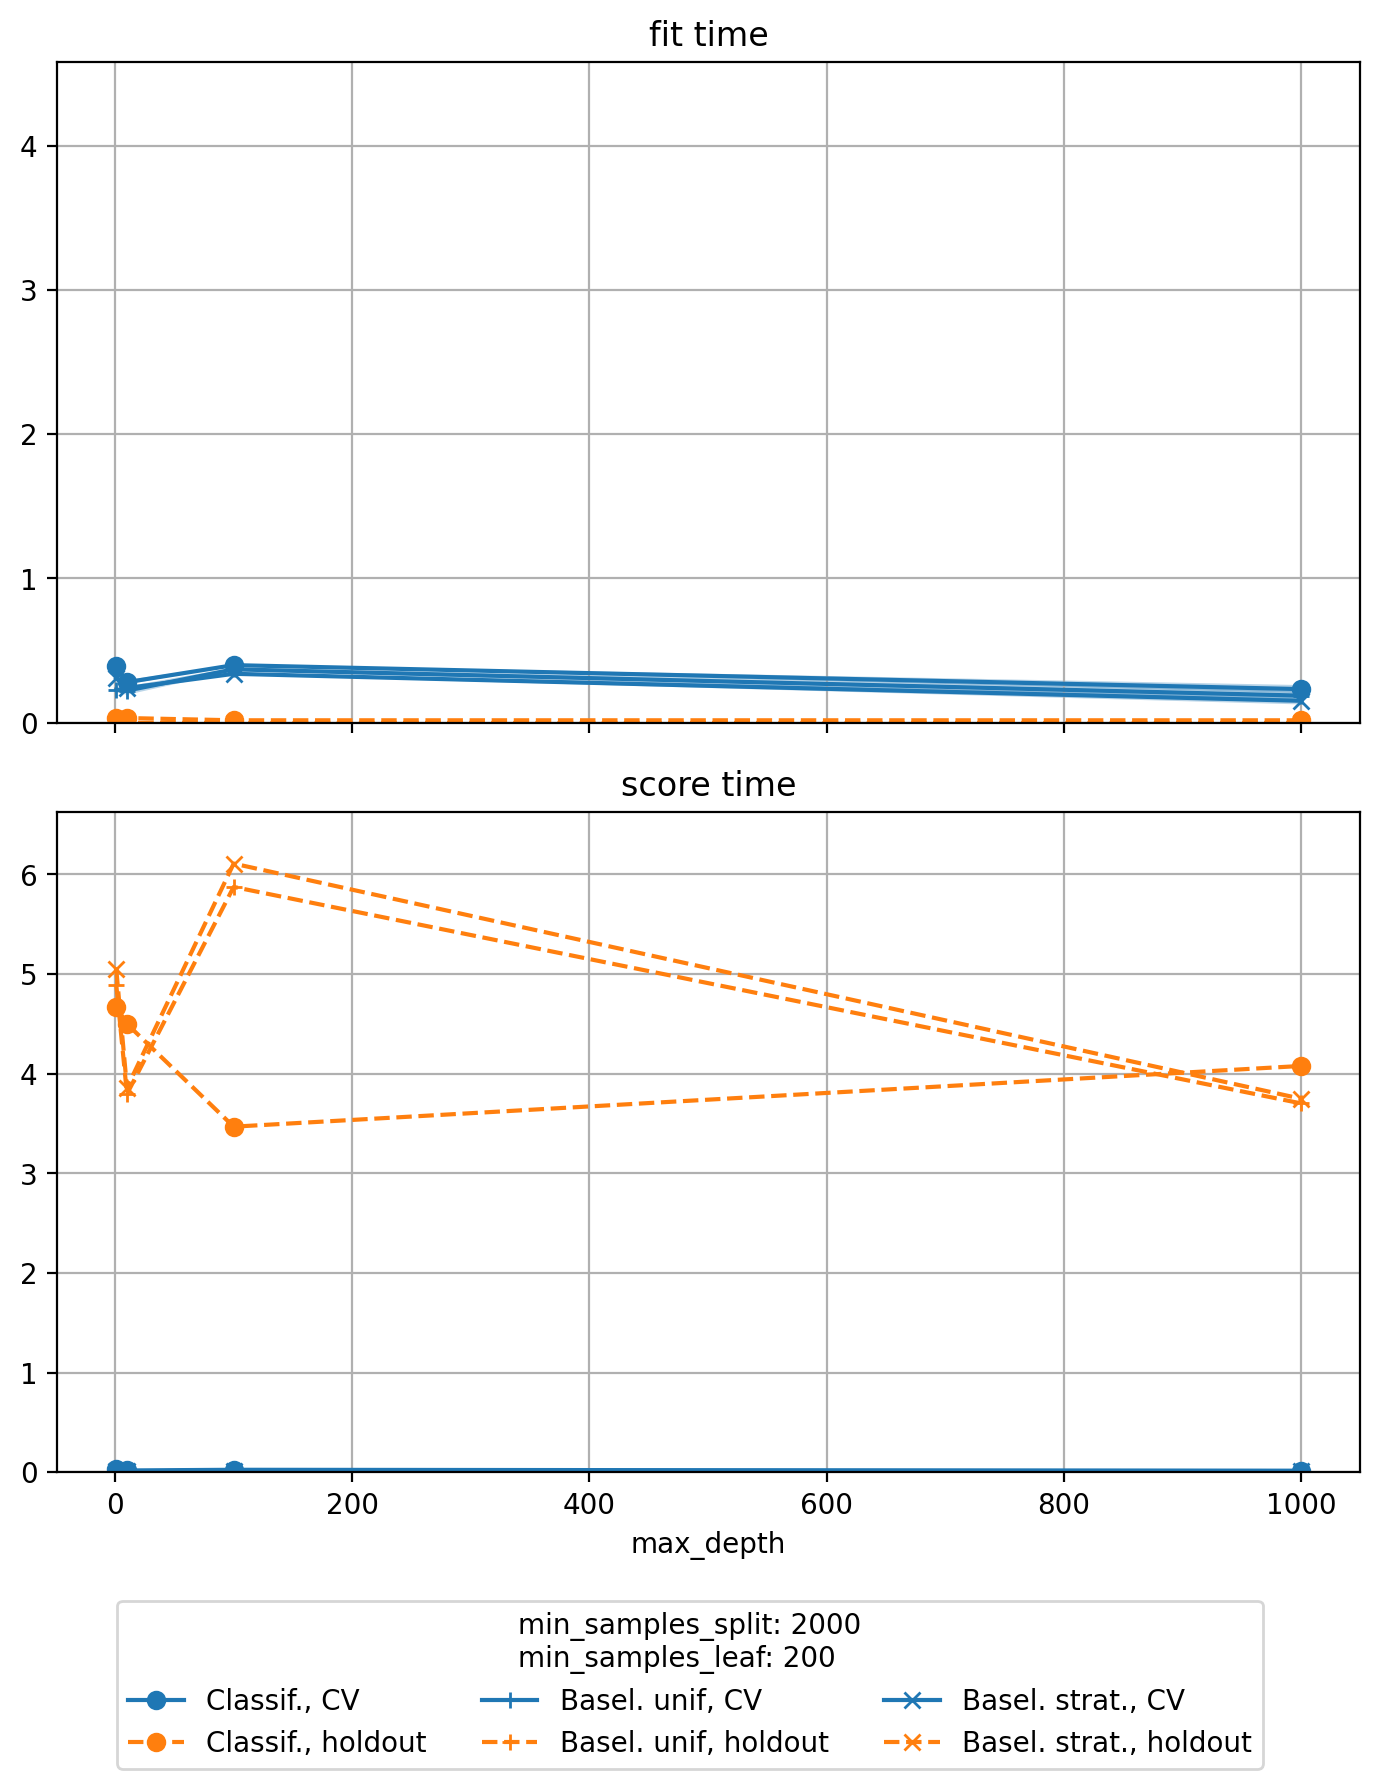 fit time
4
3
2
1
0
score time
6
5
4
3
2
1
0
0 200 400 600 800 1000
max_depth
min_samples_split: 2000
min_samples_leaf: 200
Classif., CV Basel. unif, CV Basel. strat., CV
Classif., holdout Basel. unif, holdout Basel. strat., holdout